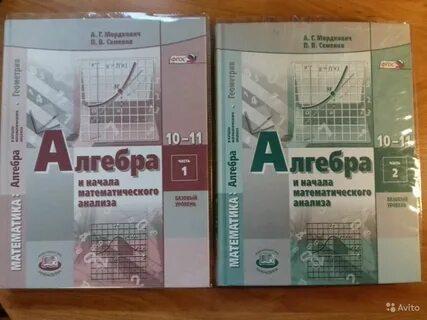 А. Г. Мордкович
П. В. Семенов
ФГОС
10–11
Алгебра
и начала
математического
анализа
ЧАСТЬ
1
БАЗОВЫЙ
УРОВЕНЬ
МАТЕМАТИКА
Алгебра
Геометрия
А. Г. Мордкович
П. В. Семенов
ФГОС
10–11
Алгебра
и начала
математического
анализа
ЧАСТЬ
2
БАЗОВЫЙ
УРОВЕНЬ
МАТЕМАТИКА
Алгебра
Геометрия
Avito